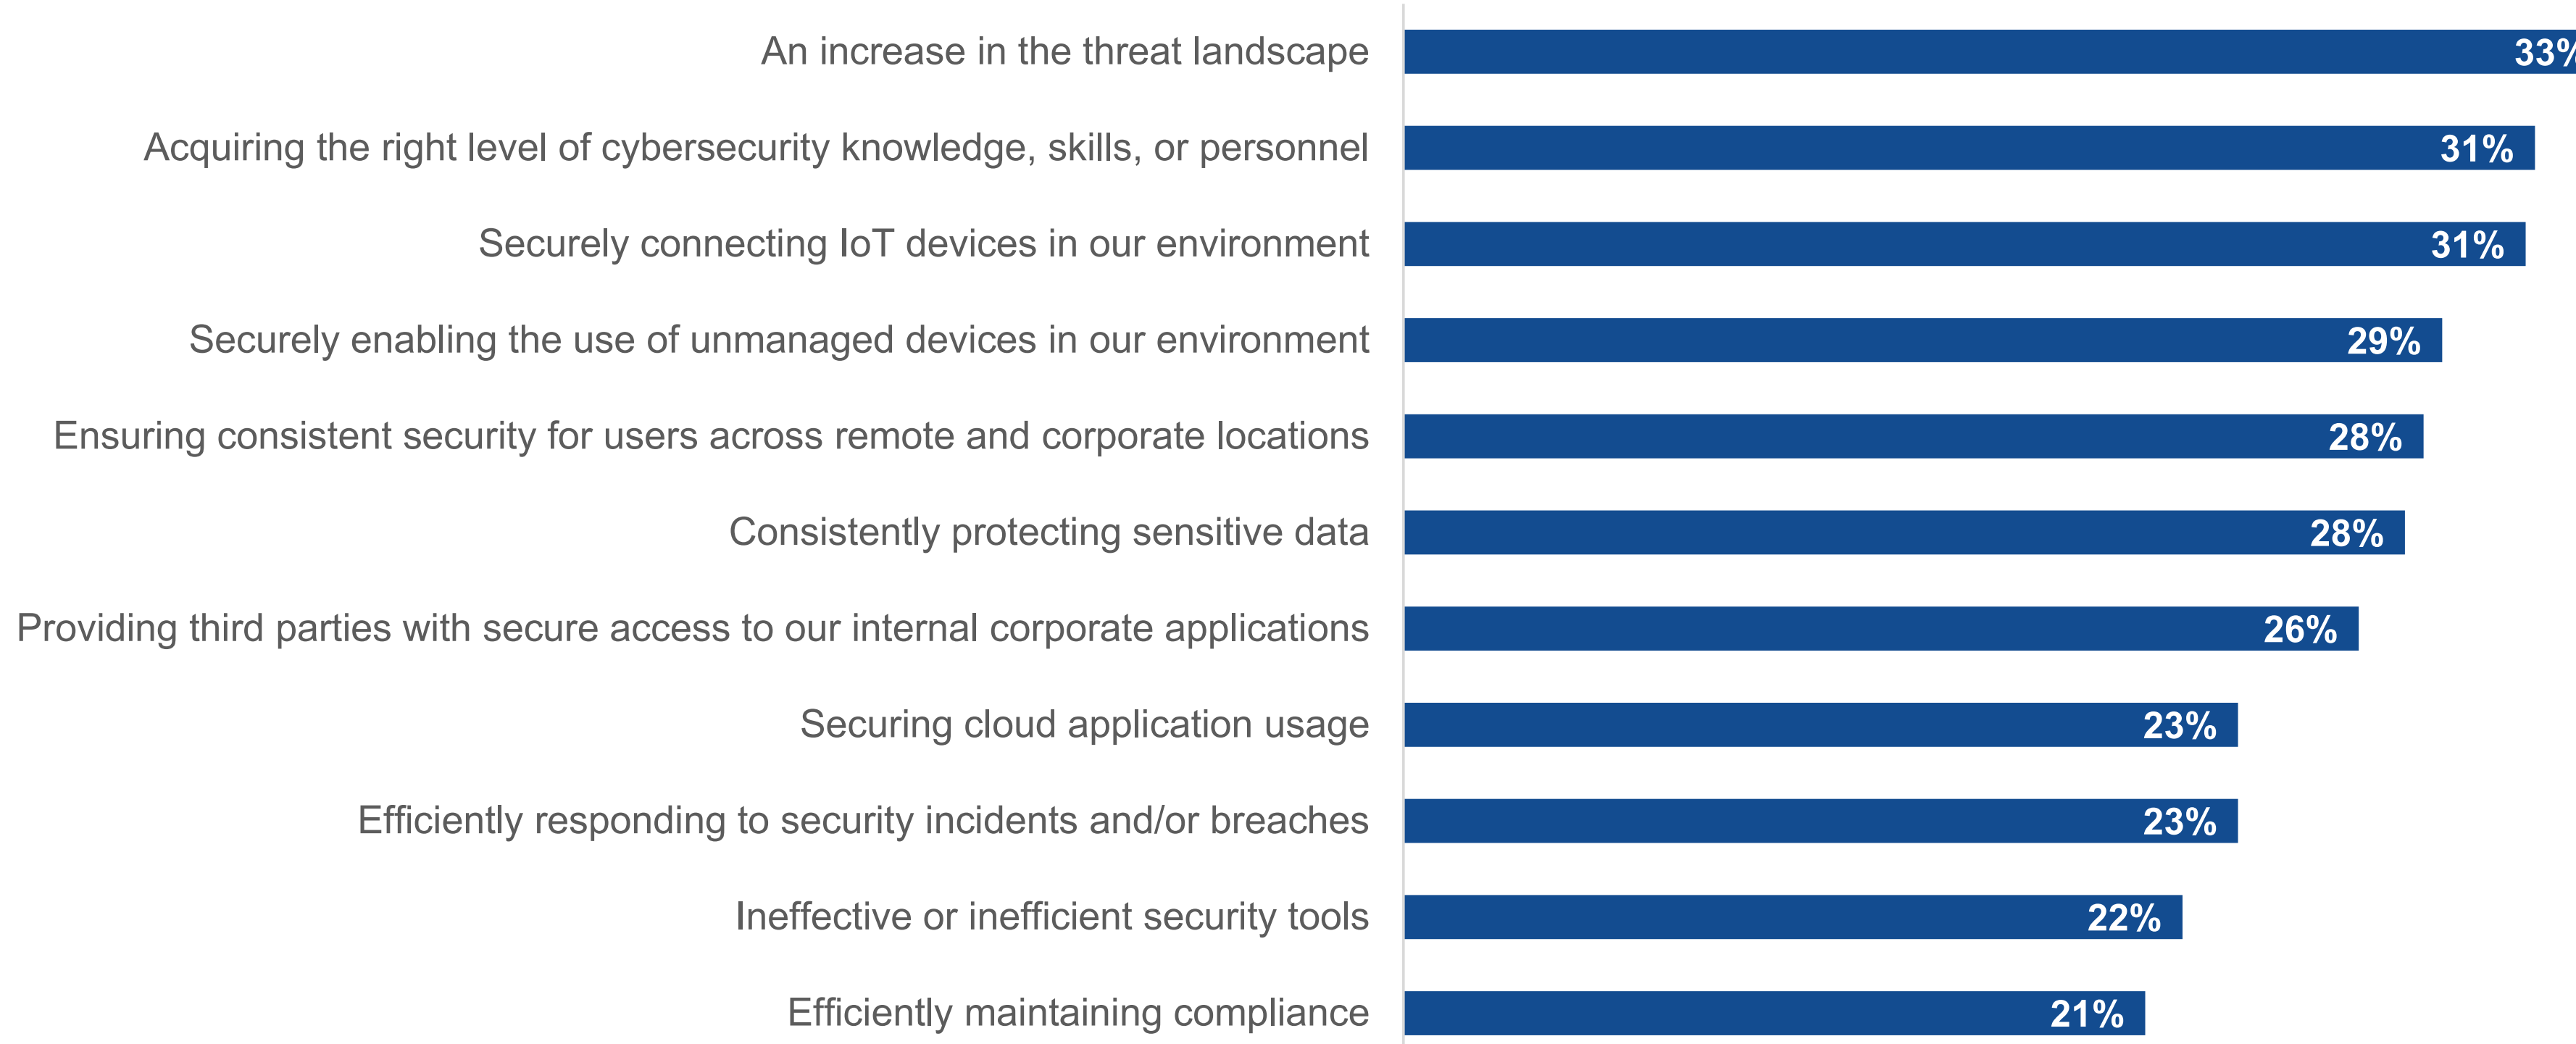 An increase in the threat landscape 33%
Acquiring the right level of cybersecurity knowledge, skills, or personnel 31%
Securely connecting IoT devices in our environment 31%
Securely enabling the use of unmanaged devices in our environment 29%
Ensuring consistent security for users across remote and corporate locations 28%
Consistently protecting sensitive data 28%
Providing third parties with secure access to our internal corporate applications 26%
Securing cloud application usage 23%
Efficiently responding to security incidents and/or breaches 23%
Ineffective or inefficient security tools 22%
Efficiently maintaining compliance 21%